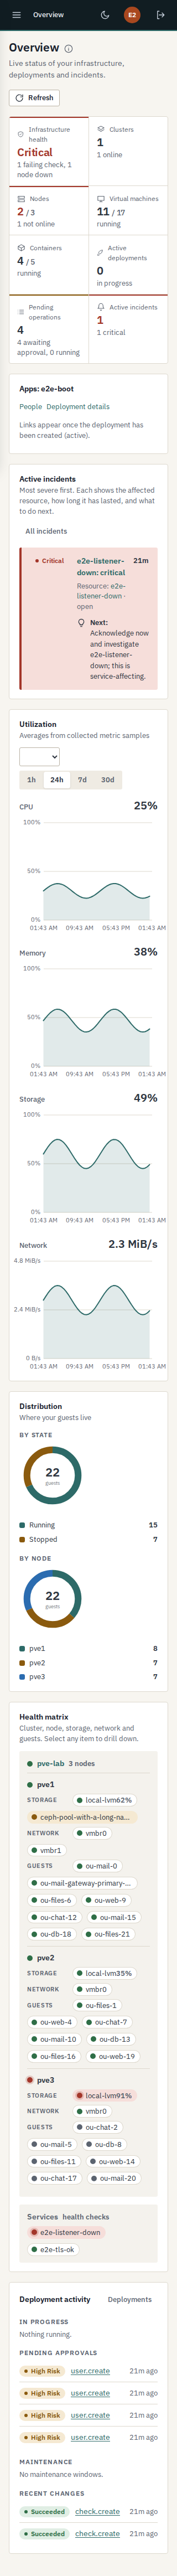 Overview
E2
Overview
Live status of your infrastructure,
deployments and incidents.
Refresh
Infrastructure
health
Critical
1 failing check, 1
node down
Clusters
1
1 online
Nodes
2 / 3
1 not online
Virtual machines
11 / 17
running
Containers
4 / 5
running
Active
deployments
0
in progress
Pending
operations
4
4 awaiting
approval, 0 running
Active incidents
1
1 critical
Apps: e2e-boot
People Deployment details
Links appear once the deployment has
been created (active).
Active incidents
Most severe first. Each shows the affected
resource, how long it has lasted, and what
to do next.
All incidents
Critical
e2e-listener-
down: critical
21m
Resource: e2e-
listener-down ·
open
Next:
Acknowledge now
and investigate
e2e-listener-
down; this is
service-affecting.
Utilization
Averages from collected metric samples
1h 24h 7d 30d
CPU 25%
100%
50%
0%
01:43 AM 09:43 AM 05:43 PM 01:43 AM
Memory 38%
100%
50%
0%
01:43 AM 09:43 AM 05:43 PM 01:43 AM
Storage 49%
100%
50%
0%
01:43 AM 09:43 AM 05:43 PM 01:43 AM
Network 2.3 MiB/s
4.8 MiB/s
2.4 MiB/s
0 B/s
01:43 AM 09:43 AM 05:43 PM 01:43 AM
Distribution
Where your guests live
BY STATE
22
guests
Running 15
Stopped 7
BY NODE
22
guests
pve1 8
pve2 7
pve3 7
Health matrix
Cluster, node, storage, network and
guests. Select any item to drill down.
pve-lab 3 nodes
pve1
STORAGE local-lvm62%
ceph-pool-with-a-long-na...
NETWORK vmbr0
vmbr1
GUESTS ou-mail-0
ou-mail-gateway-primary-...
ou-files-6 ou-web-9
ou-chat-12 ou-mail-15
ou-db-18 ou-files-21
pve2
STORAGE local-lvm35%
NETWORK vmbr0
GUESTS ou-files-1
ou-web-4 ou-chat-7
ou-mail-10 ou-db-13
ou-files-16 ou-web-19
pve3
STORAGE local-lvm91%
NETWORK vmbr0
GUESTS ou-chat-2
ou-mail-5 ou-db-8
ou-files-11 ou-web-14
ou-chat-17 ou-mail-20
Services health checks
e2e-listener-down
e2e-tls-ok
Deployment activity Deployments
IN PROGRESS
Nothing running.
PENDING APPROVALS
High Risk user.create 21m ago
High Risk user.create 21m ago
High Risk user.create 21m ago
High Risk user.create 21m ago
MAINTENANCE
No maintenance windows.
RECENT CHANGES
Succeeded check.create 21m ago
Succeeded check.create 21m ago